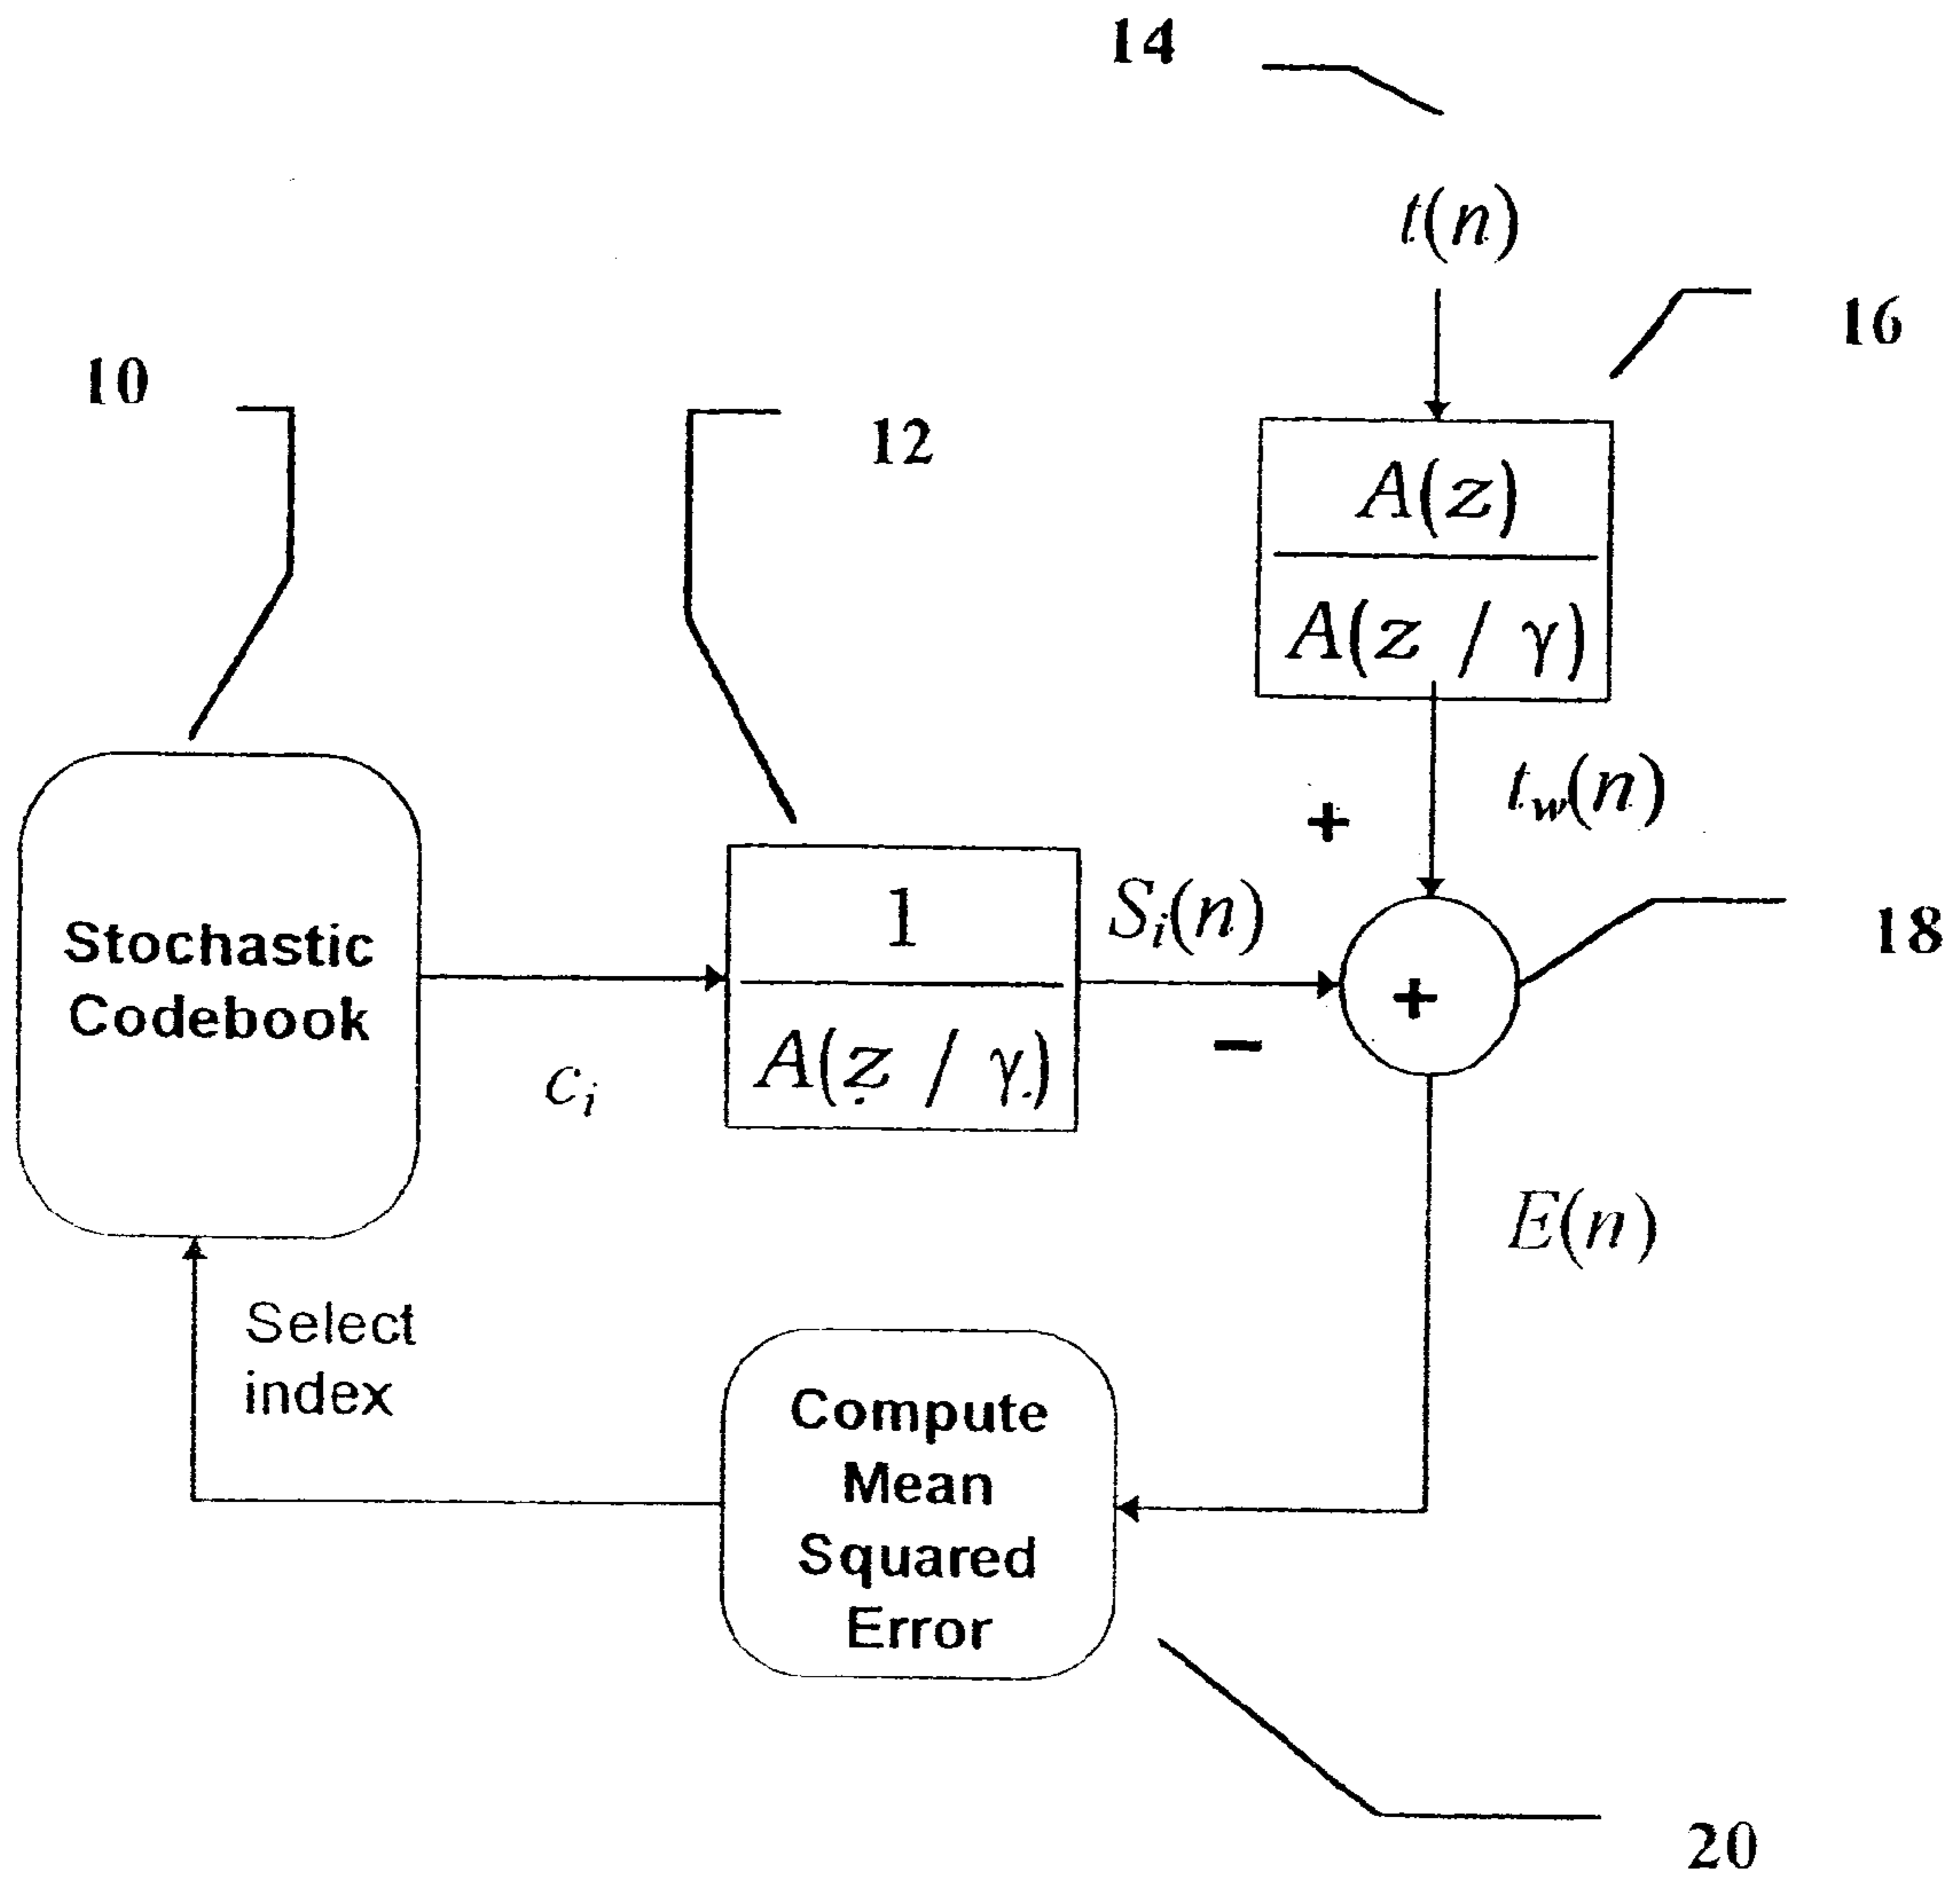 14
t(n)
16
10
12
A(z)
A(z / γ)
+
t_w(n)
1
A(z / γ)
S_i(n)
−
+
18
Stochastic
Codebook
c_i
E(n)
Select
index
Compute
Mean
Squared
Error
20